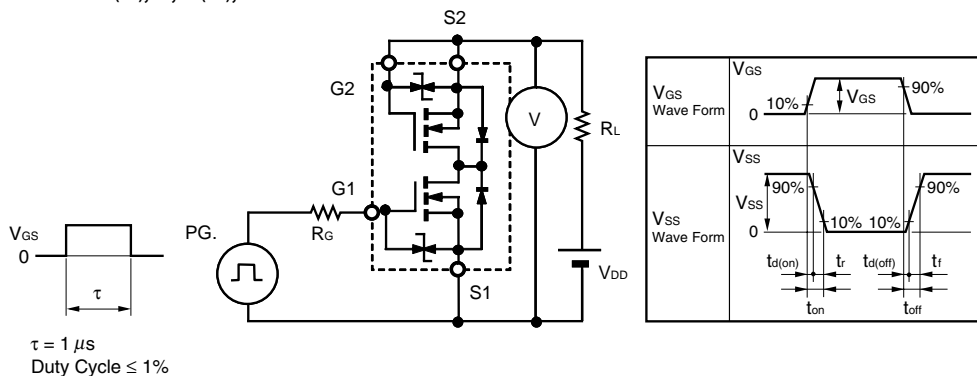 S2
G2
V
RL
G1
PG.
RG
VGS
0
VDD
S1
τ
τ = 1 μs
Duty Cycle ≤ 1%
VGS
Wave Form
VGS
10%
VGS
90%
0
VSS
Wave Form
VSS
90%
VSS
10% 10%
90%
0
td(on) tr td(off) tf
ton toff